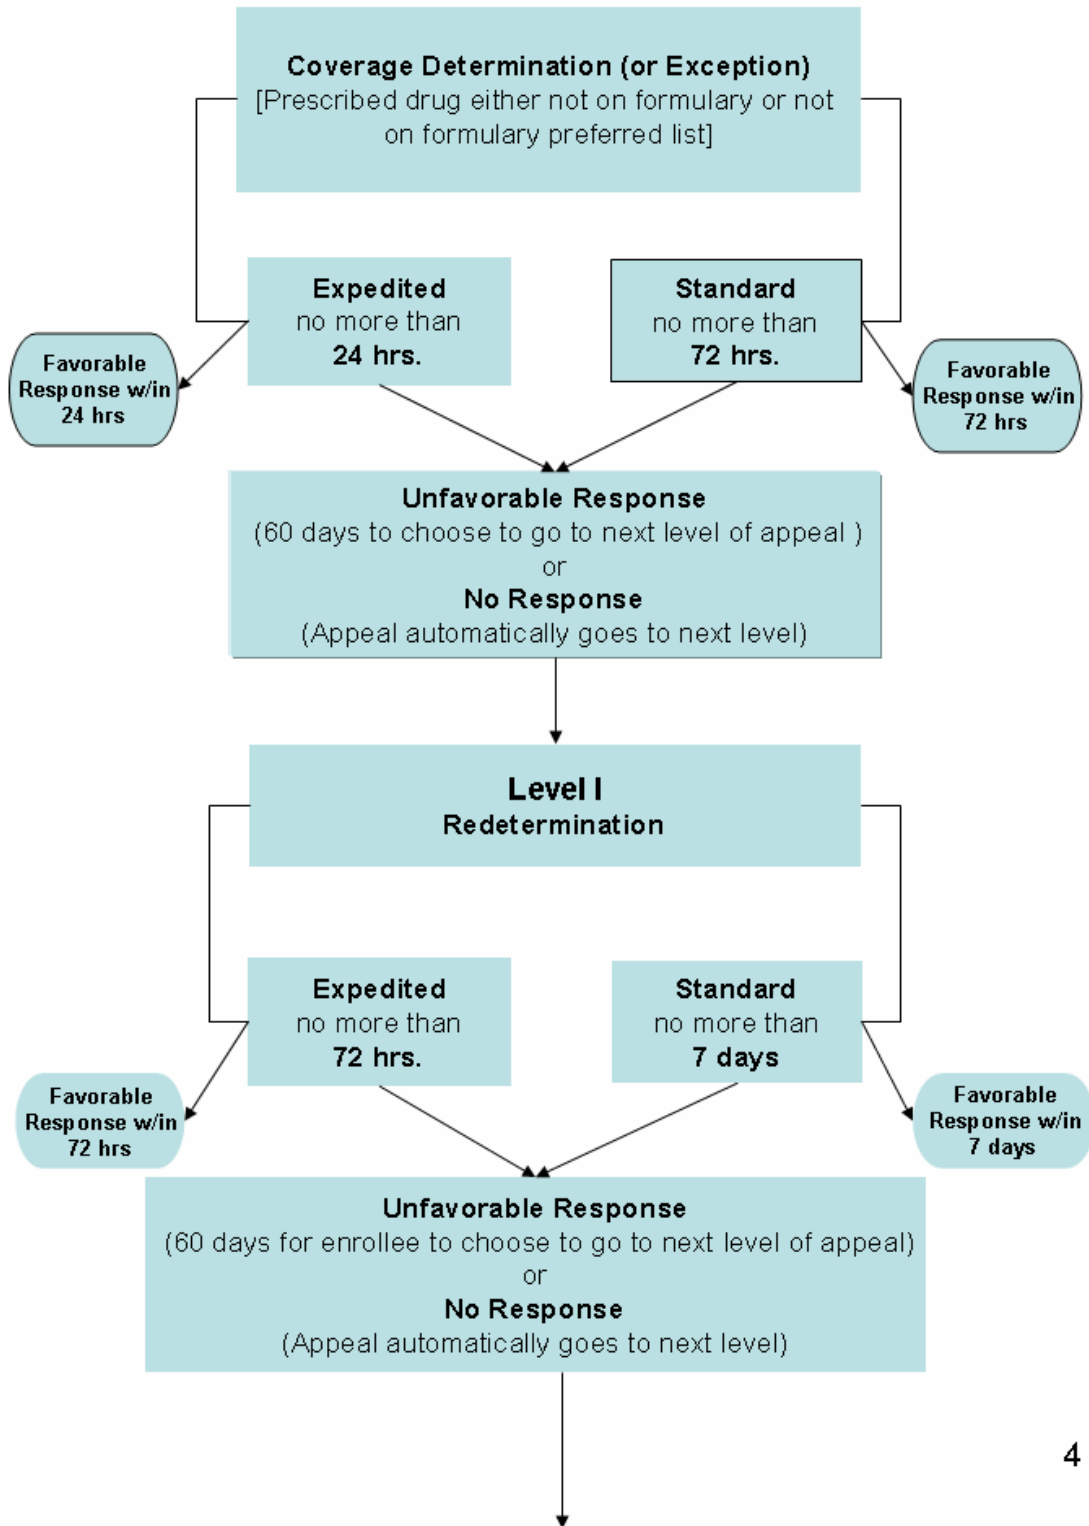 Coverage Determination (or Exception)
[Prescribed drug either not on formulary or not
on formulary preferred list]
Expedited
no more than
24 hrs.
Standard
no more than
72 hrs.
Favorable
Response w/in
24 hrs
Favorable
Response w/in
72 hrs
Unfavorable Response
(60 days to choose to go to next level of appeal )
or
No Response
(Appeal automatically goes to next level)
Level I
Redetermination
Expedited
no more than
72 hrs.
Standard
no more than
7 days
Favorable
Response w/in
72 hrs
Favorable
Response w/in
7 days
Unfavorable Response
(60 days for enrollee to choose to go to next level of appeal)
or
No Response
(Appeal automatically goes to next level)
4